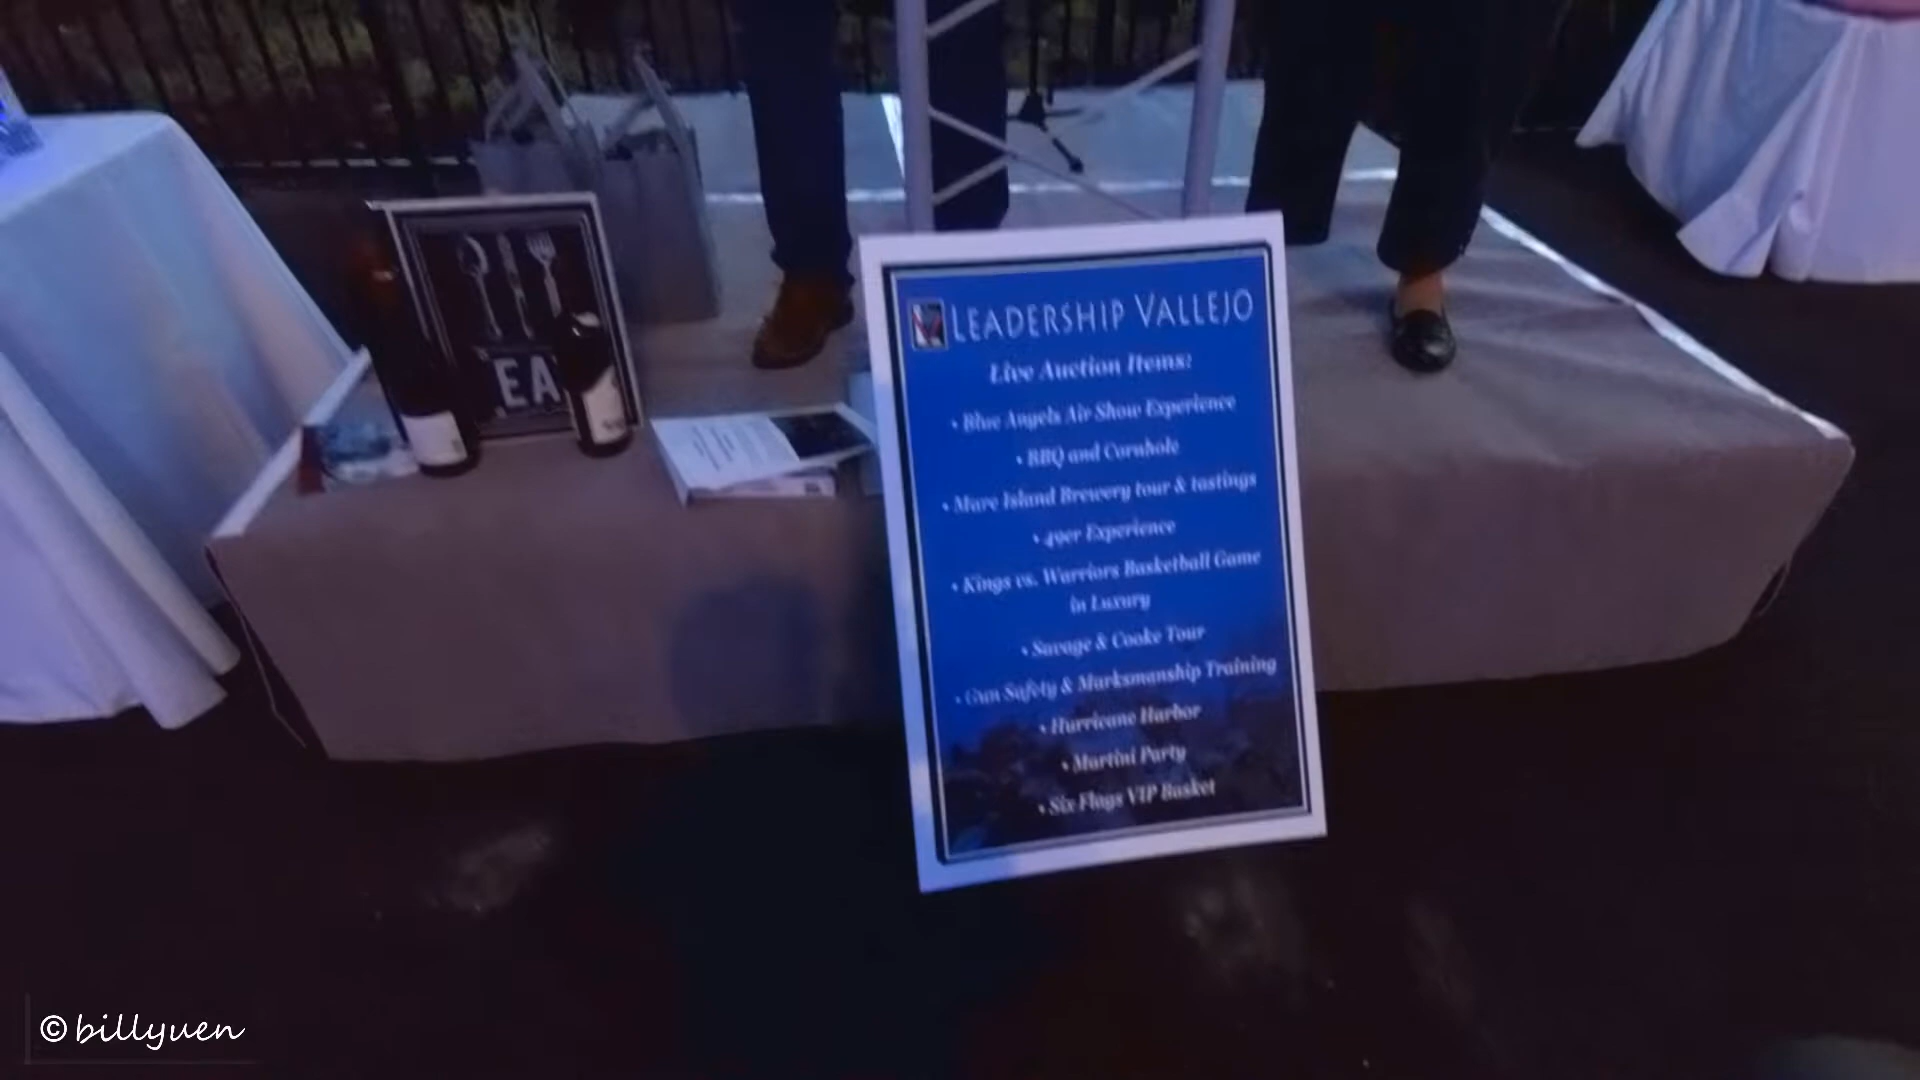 LEADERSHIP VALLEJO
Live Auction Items:
• Blue Angels Air Show Experience
• BBQ and Cornhole
• Mare Island Brewery tour & tastings
• 49er Experience
• Kings vs. Warriors Basketball Game
in Luxury
• Savage & Cooke Tour
• Gun Safety & Marksmanship Training
• Hurricane Harbor
• Martini Party
• Six Flags VIP Basket
EA
©billyuen